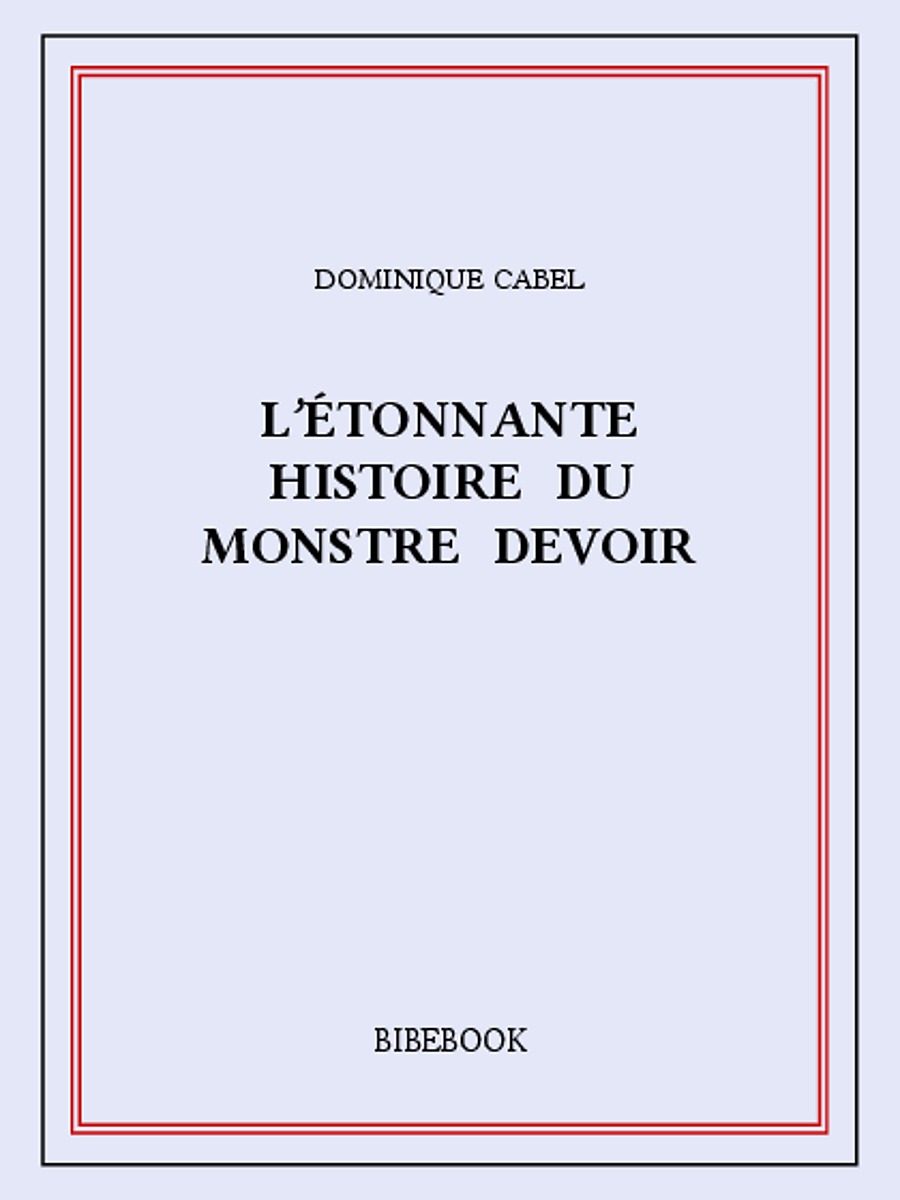 DOMINIQUE CABEL
L’ÉTONNANTE
HISTOIRE DU
MONSTRE DEVOIR
BIBEBOOK